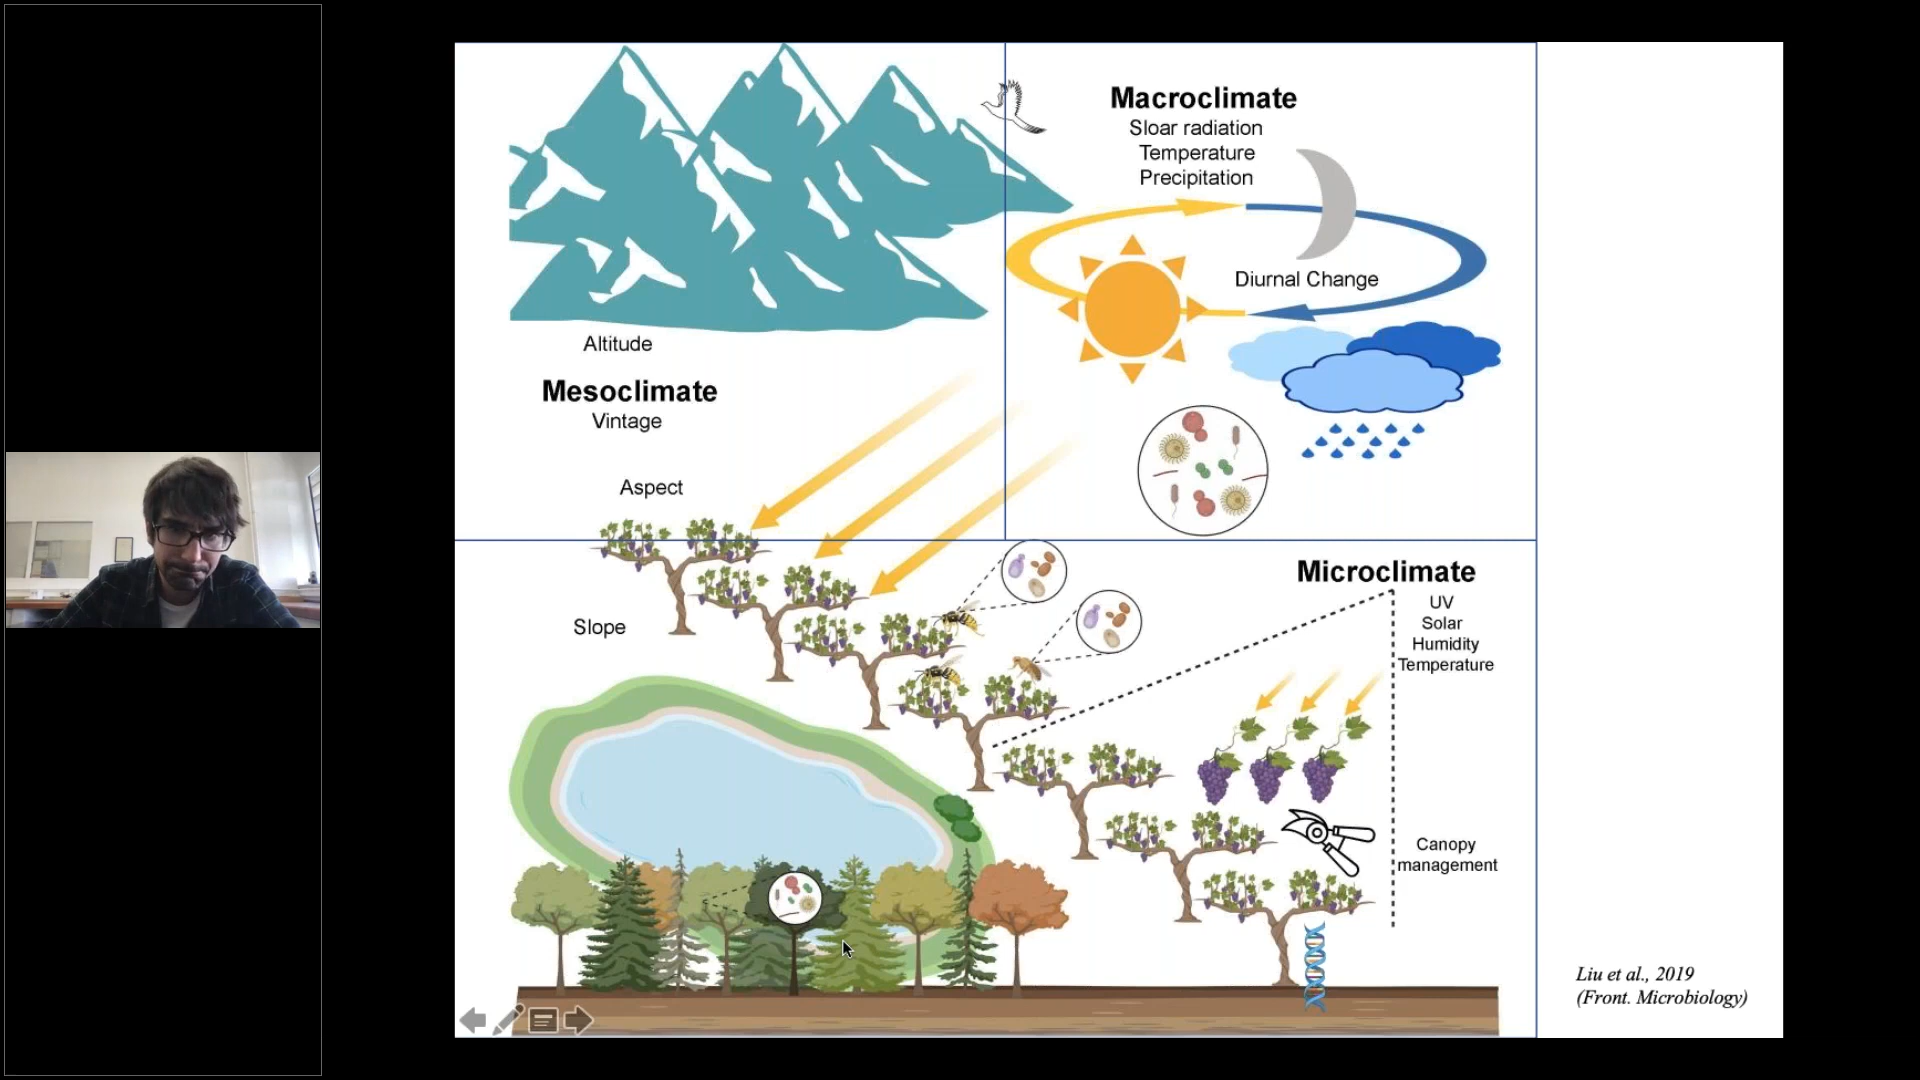 Macroclimate
Sloar radiation
Temperature
Precipitation
Diurnal Change
Altitude
Mesoclimate
Vintage
Aspect
Slope
Microclimate
UV
Solar
Humidity
Temperature
Canopy
management
Liu et al., 2019
(Front. Microbiology)